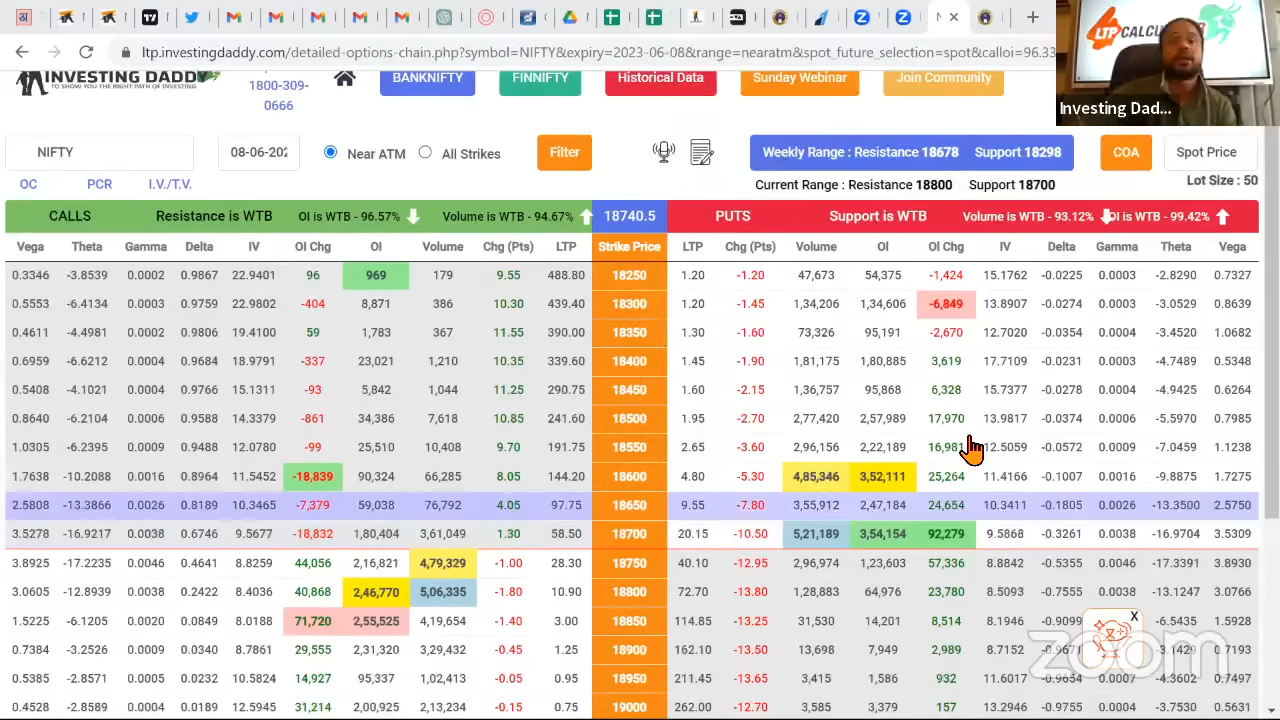 ltp.investingdaddy.com/detailed-options-chain.php?symbol=NIFTY&expiry=2023-06-08&range=nearatm&spot_future_selection=spot&calloi=96.33
LTP CALCULATOR
Investing Dad...
INVESTING DADDY
TO SHOW YOU THE RIGHT PATH OF INVESTING
1800-309-
0666
BANKNIFTY FINNIFTY Historical Data Sunday Webinar Join Community
NIFTY 08-06-202 Near ATM All Strikes Filter Weekly Range : Resistance 18678 Support 18298 COA Spot Price
OC PCR I.V./T.V. Current Range : Resistance 18800 Support 18700 Lot Size : 50
CALLS Resistance is WTB OI is WTB - 96.57% Volume is WTB - 94.67% 18740.5 PUTS Support is WTB Volume is WTB - 93.12% OI is WTB - 99.42%
Vega Theta Gamma Delta IV OI Chg OI Volume Chg (Pts) LTP Strike Price LTP Chg (Pts) Volume OI OI Chg IV Delta Gamma Theta Vega
0.3346 -3.8539 0.0002 0.9867 22.9401 96 969 179 9.55 488.80 18250 1.20 -1.20 47,673 54,375 -1,424 15.1762 -0.0225 0.0003 -2.8290 0.7327
0.5553 -6.4134 0.0003 0.9759 22.9802 -404 8,871 386 10.30 439.40 18300 1.20 -1.45 1,34,206 1,34,606 -6,849 13.8907 0.0274 0.0003 -3.0529 0.8639
0.4611 -4.4981 0.0002 0.9806 19.4100 59 1,783 367 11.55 390.00 18350 1.30 -1.60 73,326 95,191 -2,670 12.7020 0.0354 0.0004 -3.4520 1.0682
0.6959 -6.6212 0.0004 0.9684 18.9791 -337 23,021 1,210 10.35 339.60 18400 1.45 -1.90 1,81,175 1,80,885 3,619 17.7109 0.0231 0.0004 -4.7489 0.5348
0.5408 -4.1021 0.0004 0.9766 15.1311 -93 5,842 1,044 11.25 290.75 18450 1.60 -2.15 1,36,757 95,868 6,328 15.7377 0.0278 0.0004 -4.9425 0.6264
0.8640 -6.2104 0.0006 0.9588 14.3379 -861 34,386 7,618 10.85 241.60 18500 1.95 -2.70 2,77,420 2,57,989 17,970 13.9817 0.0374 0.0006 -5.5970 0.7985
1.0305 -6.2395 0.0008 0.9488 12.0781 -99 25,510 10,408 9.70 191.75 18550 2.65 -3.60 2,96,156 2,22,189 16,981 12.5059 0.0572 0.0009 -7.0459 1.1238
1.7638 -10.2088 0.0016 0.8964 11.5452 -18,839 90,324 66,285 8.05 144.20 18600 4.80 -5.30 4,85,346 3,52,111 25,264 11.4166 -0.1007 0.0016 -9.8875 1.7275
2.5808 -13.3866 0.0026 0.8189 10.3465 -7,379 59,038 76,792 4.05 97.75 18650 9.55 -7.80 3,55,912 2,47,184 24,654 10.3411 -0.1805 0.0026 -13.3500 2.5750
3.5278 -16.9217 0.0038 0.6746 9.5677 -18,832 1,80,404 3,61,049 1.30 58.50 18700 20.15 -10.50 5,21,189 3,54,154 92,279 9.5868 -0.3261 0.0038 -16.9704 3.5309
3.8925 -17.2235 0.0046 0.4641 8.8259 44,056 2,16,821 4,79,329 -1.00 28.30 18750 40.10 -12.95 2,96,974 1,23,603 57,336 8.8842 0.5355 0.0046 -17.3391 3.8930
3.0605 -12.8939 0.0038 0.2422 8.4036 40,868 2,46,770 5,06,335 -1.80 10.90 18800 72.70 -13.80 1,28,883 64,976 23,780 8.5093 0.7555 0.0038 -13.1247 3.0766
1.5225 -6.1205 0.0020 8.0188 71,720 2,55,525 4,19,654 -1.40 3.00 18850 114.85 -13.25 31,530 14,201 8,514 8.1946 0.9099 -6.5435 1.5928
0.7384 -3.2526 0.0009 0.0340 8.7861 29,555 2,31,320 3,29,432 -0.45 1.25 18900 162.10 -13.50 13,698 7,949 2,989 8.7152 0.7193
0.5385 -2.8571 0.0005 0.0232 95,337 14,927 1,02,413 -0.05 0.95 18950 211.45 -13.65 3,415 1,586 932 11.6017 0.0007 -4.3602 0.7497
0.4528 -2.8589 0.0004 31,214 2,00,925 2,13,234 -0.15 0.75 19000 262.00 -12.70 3,585 3,379 157 13.2946 0.0007 -3.7530 0.5631
X
zoom